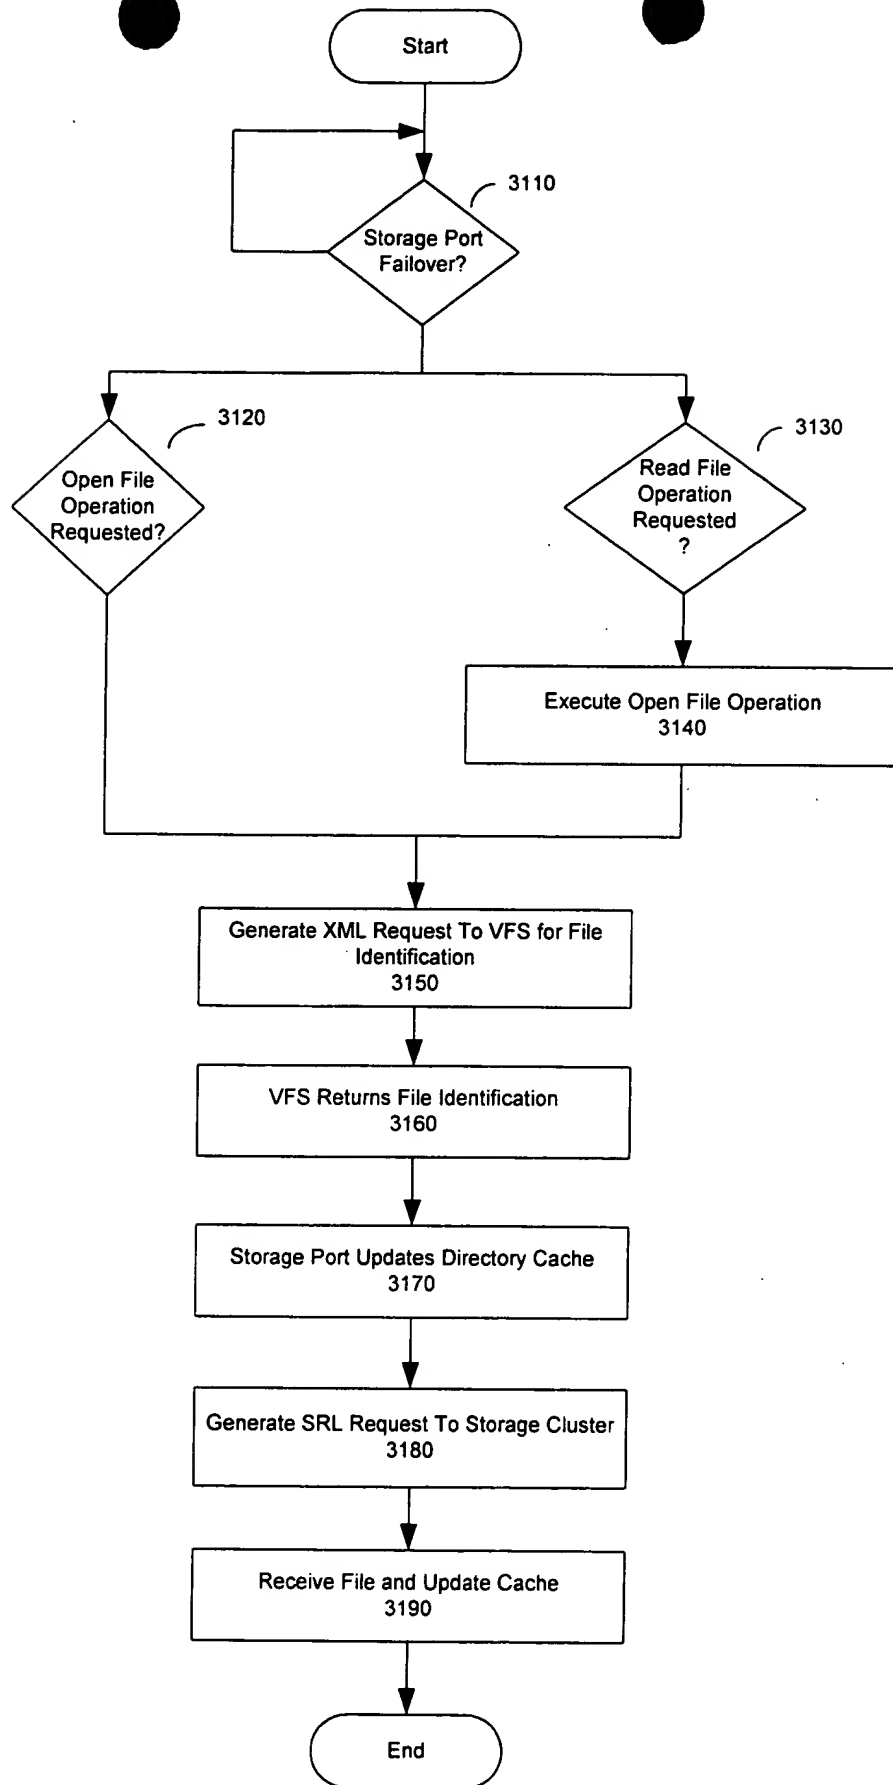 Start
3110
Storage Port
Failover?
3120
Open File
Operation
Requested?
3130
Read File
Operation
Requested
?
Execute Open File Operation
3140
Generate XML Request To VFS for File
Identification
3150
VFS Returns File Identification
3160
Storage Port Updates Directory Cache
3170
Generate SRL Request To Storage Cluster
3180
Receive File and Update Cache
3190
End